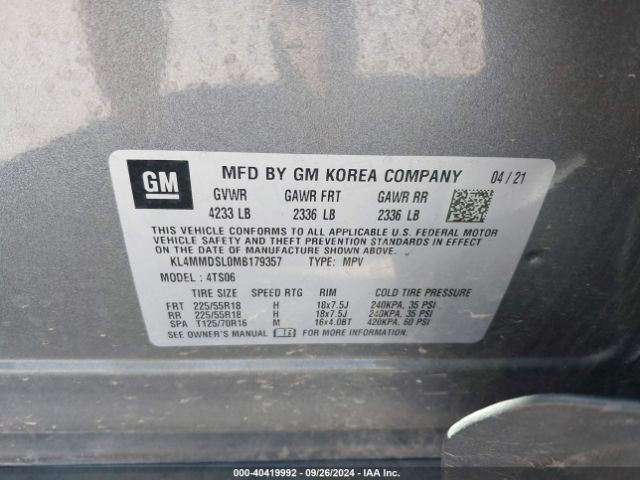 GM
MFD BY GM KOREA COMPANY 04 / 21
GVWR GAWR FRT GAWR RR
4233 LB 2336 LB 2336 LB
THIS VEHICLE CONFORMS TO ALL APPLICABLE U.S. FEDERAL MOTOR
VEHICLE SAFETY AND THEFT PREVENTION STANDARDS IN EFFECT ON THE
DATE OF MANUFACTURE SHOWN ABOVE.
KL4MMDSL0MB179357 TYPE: MPV
MODEL : 4TS06
TIRE SIZE SPEED RTG RIM COLD TIRE PRESSURE
FRT 225/55R18 H 18x7.5J 240KPA, 35 PSI
RR 225/55R18 H 18x7.5J 240KPA, 35 PSI
SPA T125/70R16 M 16x4.0BT 420KPA, 60 PSI
SEE OWNER'S MANUAL FOR MORE INFORMATION.
000-40419992 - 09/26/2024 - IAA Inc.